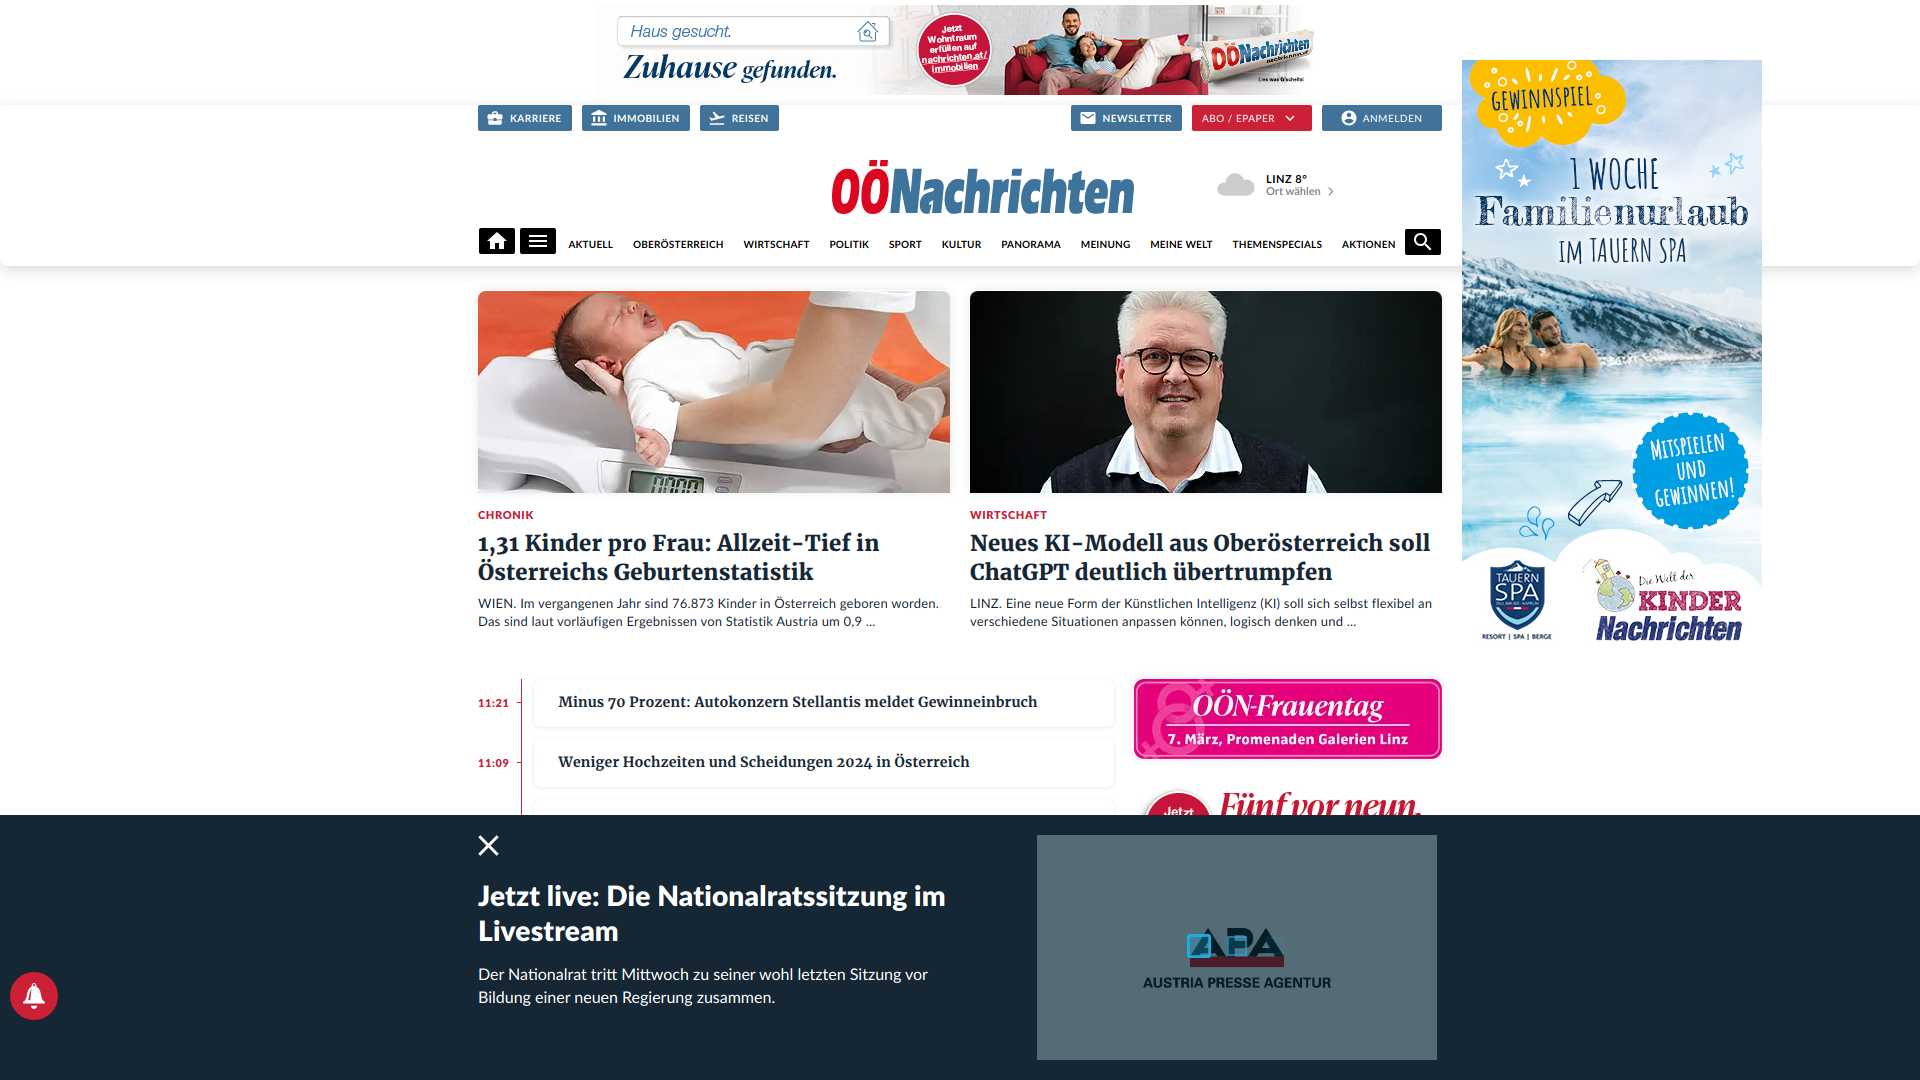 Haus gesucht.
Zuhause gefunden.
Jetzt
Wohntraum
erfüllen auf
nachrichten.at/
immobilien
OÖNachrichten
nachrichten.at
Lies was G'scheits!
KARRIERE
IMMOBILIEN
REISEN
NEWSLETTER
ABO / EPAPER
ANMELDEN
OÖNachrichten
LINZ 8°
Ort wählen
AKTUELL
OBERÖSTERREICH
WIRTSCHAFT
POLITIK
SPORT
KULTUR
PANORAMA
MEINUNG
MEINE WELT
THEMENSPECIALS
AKTIONEN
GEWINNSPIEL
1 WOCHE
Familienurlaub
IM TAUERN SPA
MITSPIELEN
UND
GEWINNEN!
TAUERN
SPA
RESORT | SPA | BERGE
Die Welt der
KINDER
Nachrichten
CHRONIK
1,31 Kinder pro Frau: Allzeit-Tief in
Österreichs Geburtenstatistik
WIEN. Im vergangenen Jahr sind 76.873 Kinder in Österreich geboren worden.
Das sind laut vorläufigen Ergebnissen von Statistik Austria um 0,9 ...
WIRTSCHAFT
Neues KI-Modell aus Oberösterreich soll
ChatGPT deutlich übertrumpfen
LINZ. Eine neue Form der Künstlichen Intelligenz (KI) soll sich selbst flexibel an
verschiedene Situationen anpassen können, logisch denken und ...
11:21
Minus 70 Prozent: Autokonzern Stellantis meldet Gewinneinbruch
11:09
Weniger Hochzeiten und Scheidungen 2024 in Österreich
OÖN-Frauentag
7. März, Promenaden Galerien Linz
Jetzt
Fünf vor neun.
Jetzt live: Die Nationalratssitzung im
Livestream
Der Nationalrat tritt Mittwoch zu seiner wohl letzten Sitzung vor
Bildung einer neuen Regierung zusammen.
APA
AUSTRIA PRESSE AGENTUR